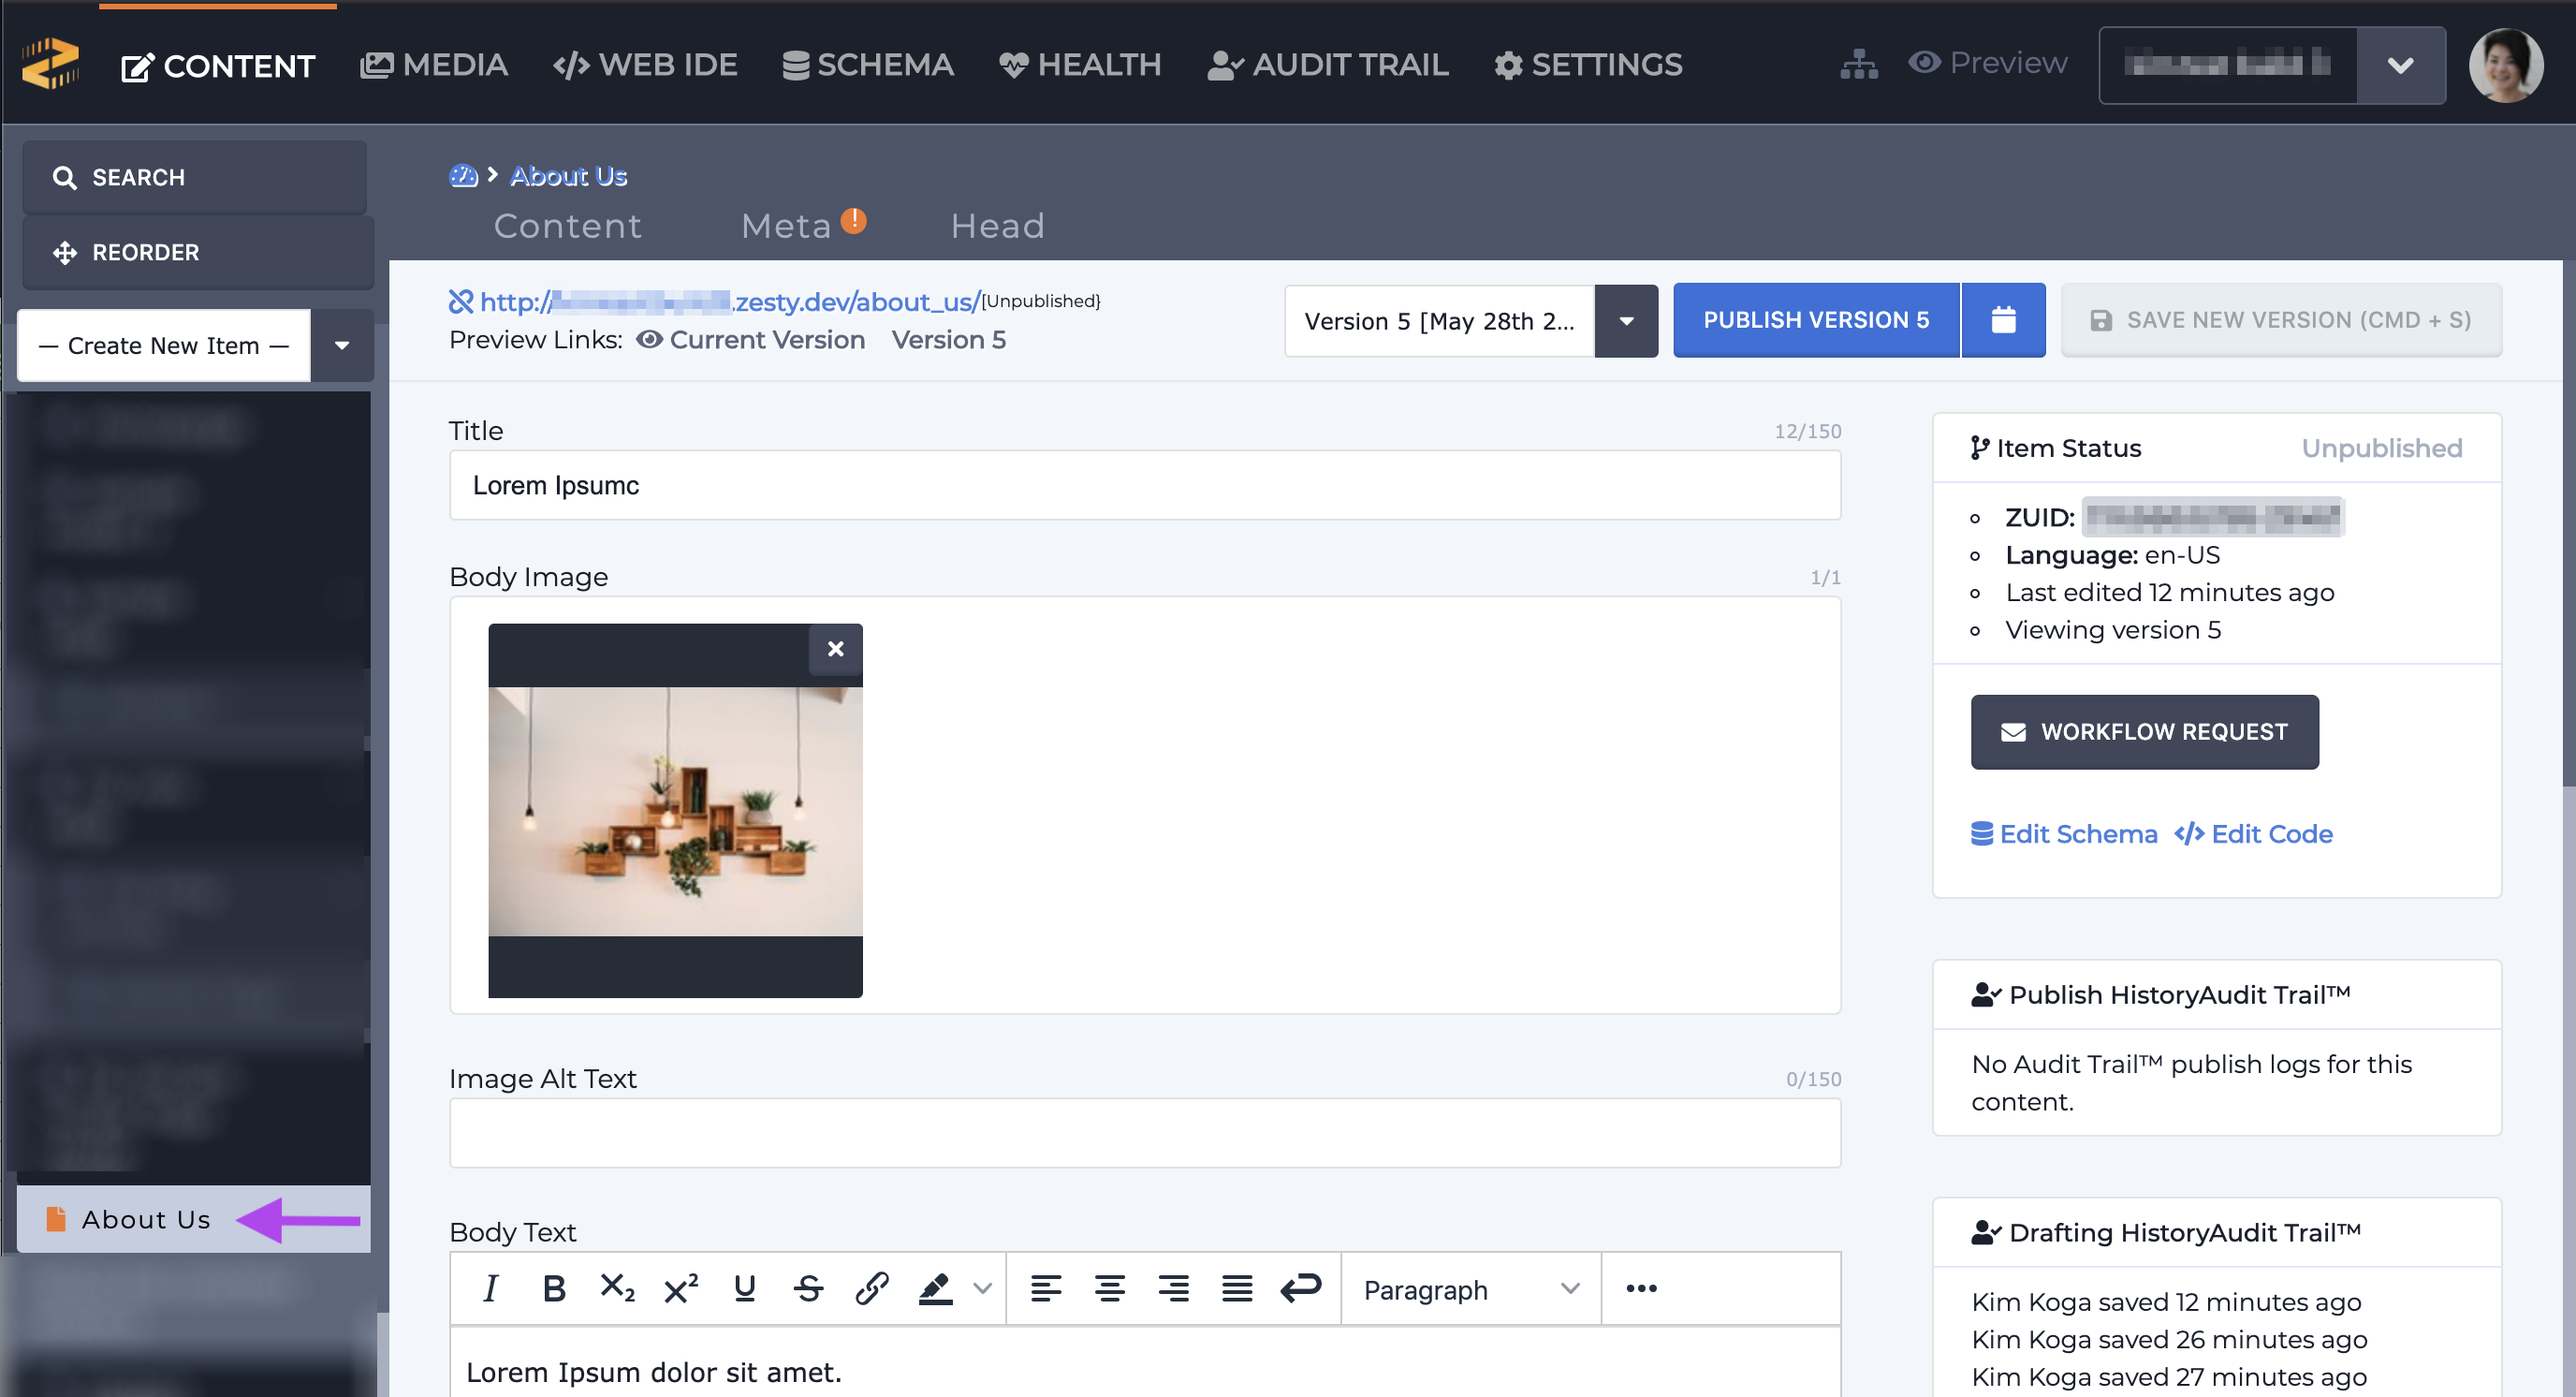 CONTENT MEDIA WEB IDE SCHEMA HEALTH AUDIT TRAIL SETTINGS Preview
SEARCH
REORDER
— Create New Item —
About Us
About Us
Content Meta ! Head
http:// .zesty.dev/about_us/[Unpublished}
Preview Links: Current Version Version 5
Version 5 [May 28th 2...
PUBLISH VERSION 5
SAVE NEW VERSION (CMD + S)
Title 12/150
Lorem Ipsumc
Body Image 1/1
Image Alt Text 0/150
Body Text
I B X₂ X² U S Paragraph
Lorem Ipsum dolor sit amet.
Item Status Unpublished
ZUID:
Language: en-US
Last edited 12 minutes ago
Viewing version 5
WORKFLOW REQUEST
Edit Schema </> Edit Code
Publish HistoryAudit Trail™
No Audit Trail™ publish logs for this
content.
Drafting HistoryAudit Trail™
Kim Koga saved 12 minutes ago
Kim Koga saved 26 minutes ago
Kim Koga saved 27 minutes ago